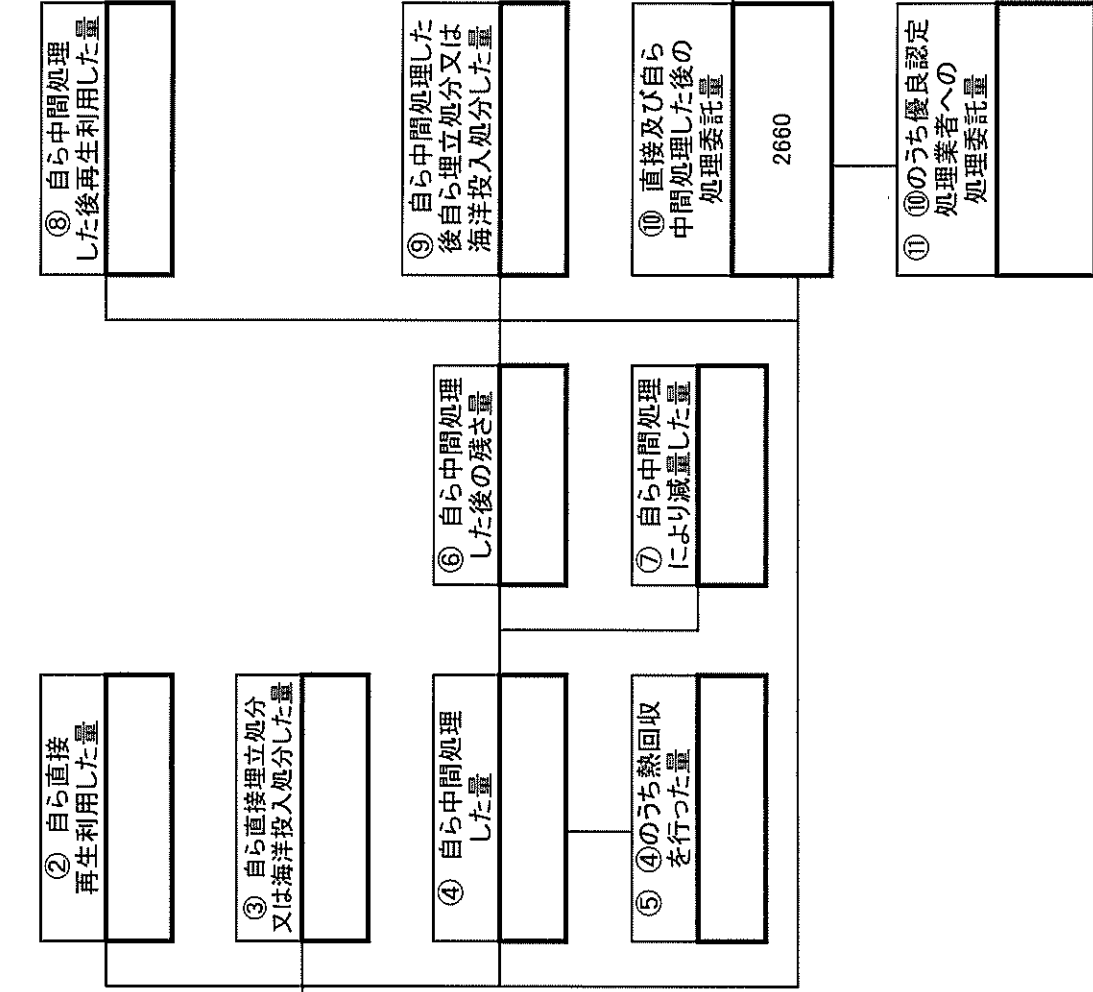 ② 自ら直接
再生利用した量
③ 自ら直接埋立処分
又は海洋投入処分した量
④ 自ら中間処理
した量
⑤ ④のうち熱回収
を行った量
⑥ 自ら中間処理
した後の残さ量
⑦ 自ら中間処理
により減量した量
⑧ 自ら中間処理
した後再生利用した量
⑨ 自ら中間処理した
後自ら埋立処分又は
海洋投入処分した量
⑩ 直接及び自ら
中間処理した後の
処理委託量
2660
⑪ ⑩のうち優良認定
処理業者への
処理委託量